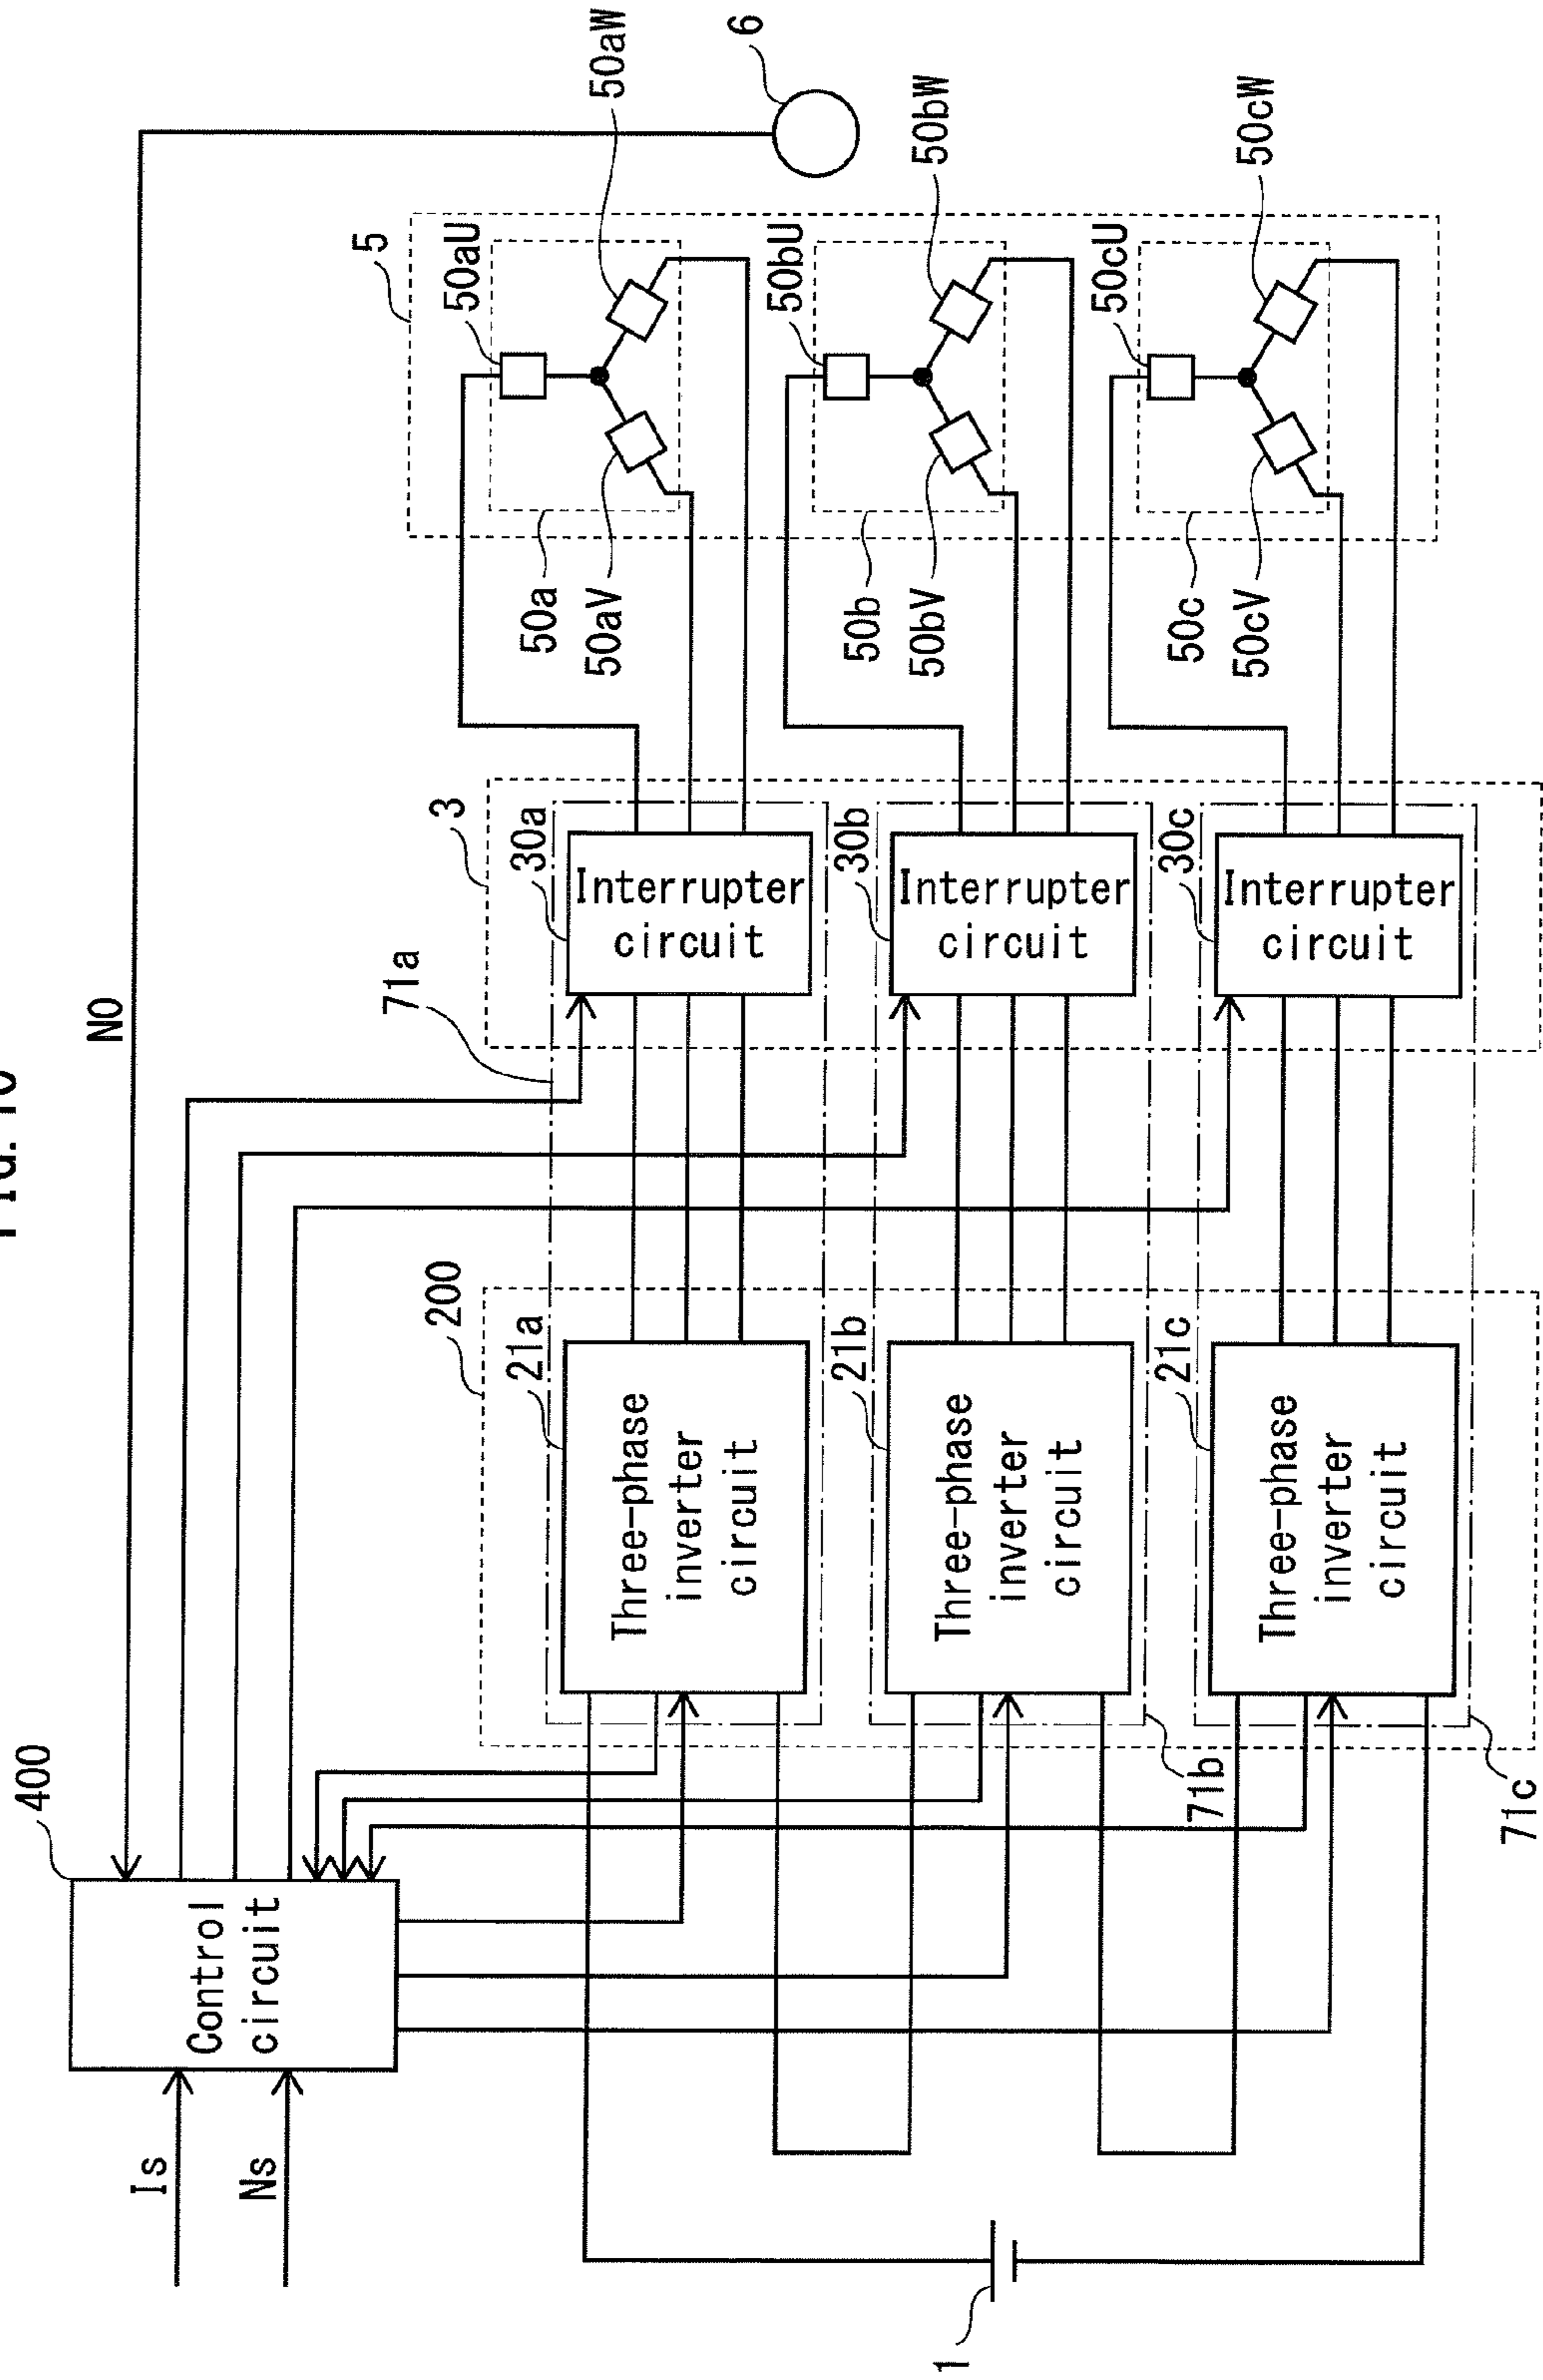 FIG.
400
NO
Control
circuit
Is
Ns
5
6
200
3
71a
21a
30a
50aU
50aW
Three-phase
inverter
circuit
Interrupter
circuit
50a
50aV
21b
30b
50bU
50bW
Three-phase
inverter
circuit
Interrupter
circuit
50b
50bV
1
71b
21c
30c
50cU
50cW
Three-phase
inverter
circuit
Interrupter
circuit
50c
50cV
71c